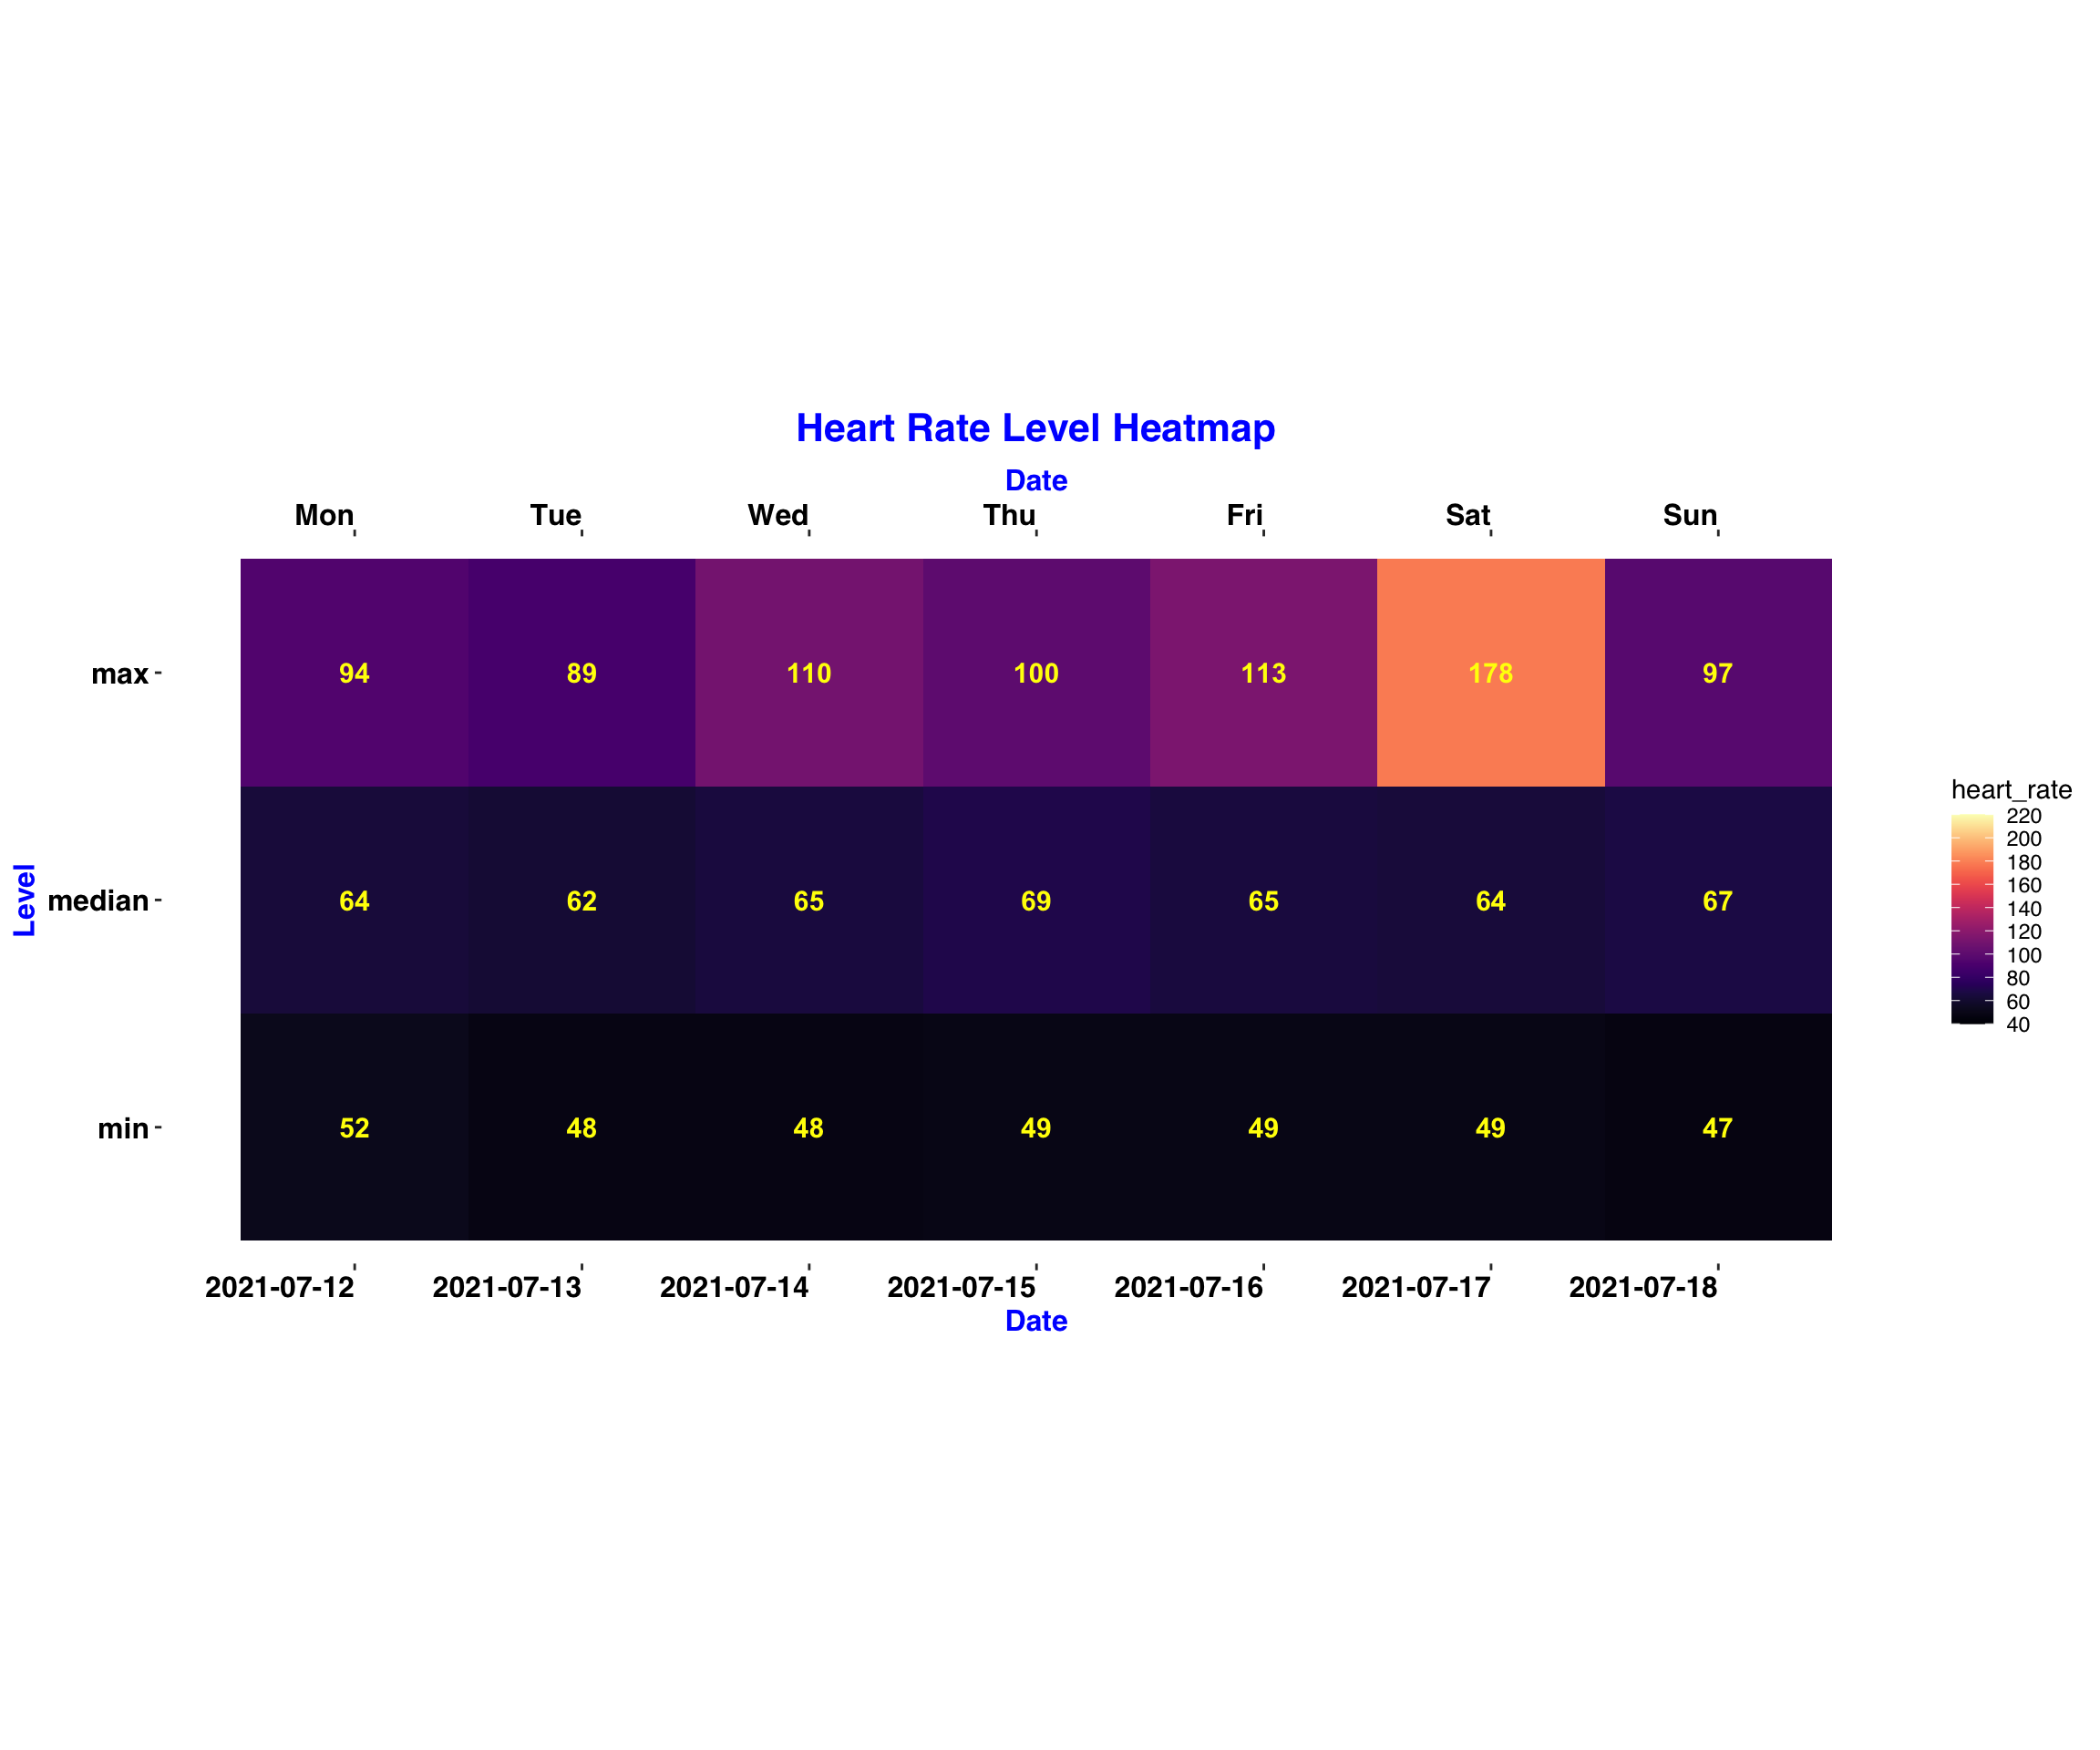 Heart Rate Level Heatmap
Date
Mon Tue Wed Thu Fri Sat Sun
max 94 89 110 100 113 178 97
Level
median 64 62 65 69 65 64 67
min 52 48 48 49 49 49 47
2021-07-12 2021-07-13 2021-07-14 2021-07-15 2021-07-16 2021-07-17 2021-07-18
Date
heart_rate
220
200
180
160
140
120
100
80
60
40